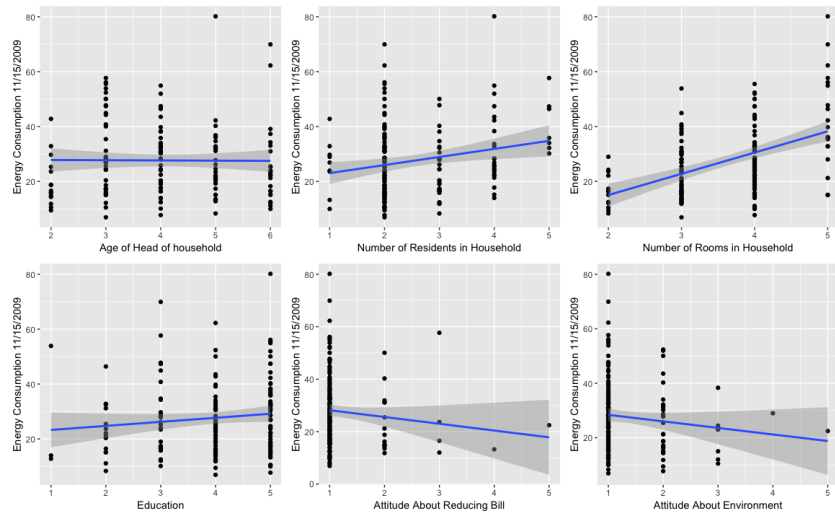 Energy Consumption 11/15/2009
80
60
40
20
2 3 4 5 6
Age of Head of household
Energy Consumption 11/15/2009
80
60
40
20
1 2 3 4 5
Number of Residents in Household
Energy Consumption 11/15/2009
80
60
40
20
2 3 4 5
Number of Rooms in Household
Energy Consumption 11/15/2009
80
60
40
20
1 2 3 4 5
Education
Energy Consumption 11/15/2009
80
60
40
20
0
1 2 3 4 5
Attitude About Reducing Bill
Energy Consumption 11/15/2009
80
60
40
20
1 2 3 4 5
Attitude About Environment